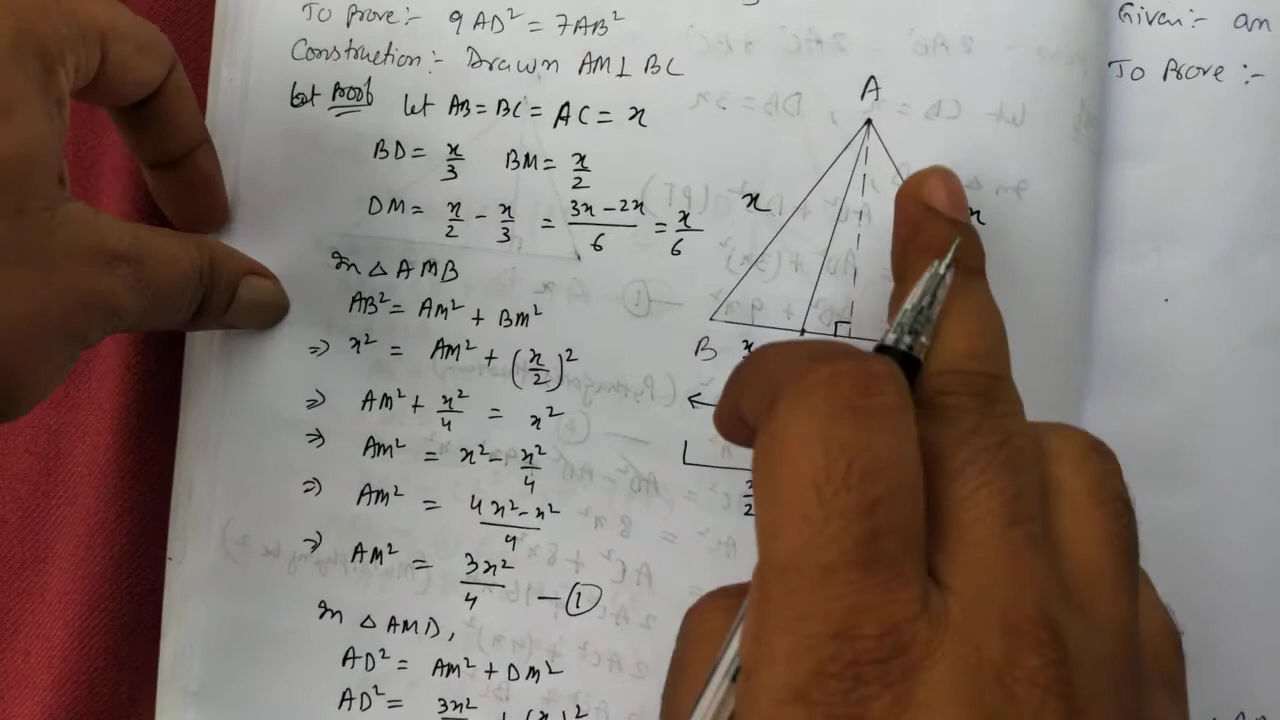 To Prove:- 9AD² = 7AB²
Construction:- Drawn AM⊥BC
Proof Let AB = BC = AC = x
BD = x/3 BM = x/2
DM = x/2 - x/3 = 3x-2x/6 = x/6
In △ AMB
AB² = AM² + BM²
⇒ x² = AM² + (x/2)²
⇒ AM² + x²/4 = x²
⇒ AM² = x² - x²/4
⇒ AM² = 4x²-x²/4
⇒ AM² = 3x²/4 — ①
In △ AMD,
AD² = AM² + DM²
AD² = 3x²
A
x
x
B
Given:- an
To Prove :-